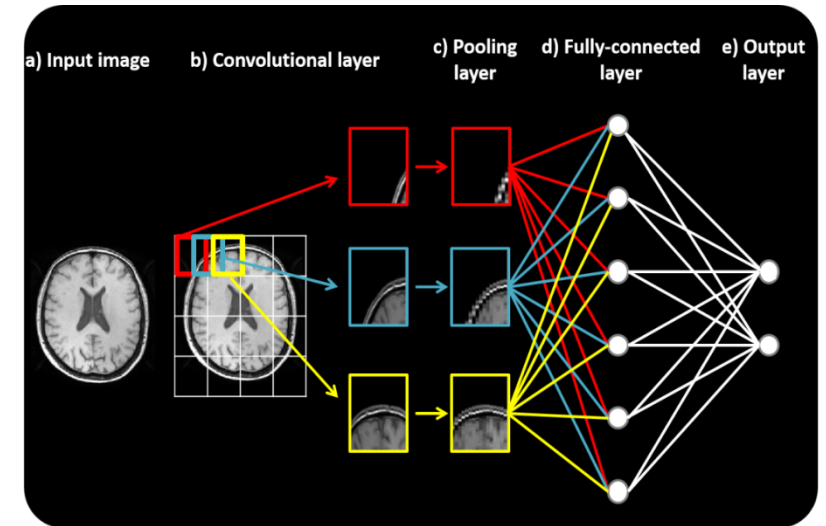 a) Input image
b) Convolutional layer
c) Pooling
layer
d) Fully-connected
layer
e) Output
layer